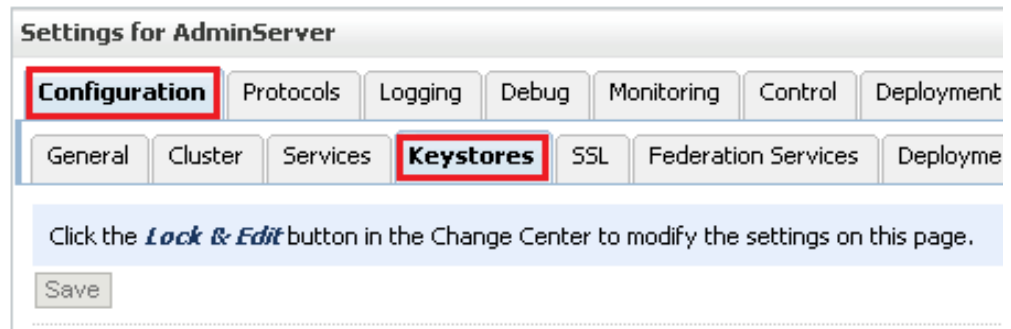 Settings for AdminServer
Configuration Protocols Logging Debug Monitoring Control Deployment
General Cluster Services Keystores SSL Federation Services Deployme
Click the Lock & Edit button in the Change Center to modify the settings on this page.
Save